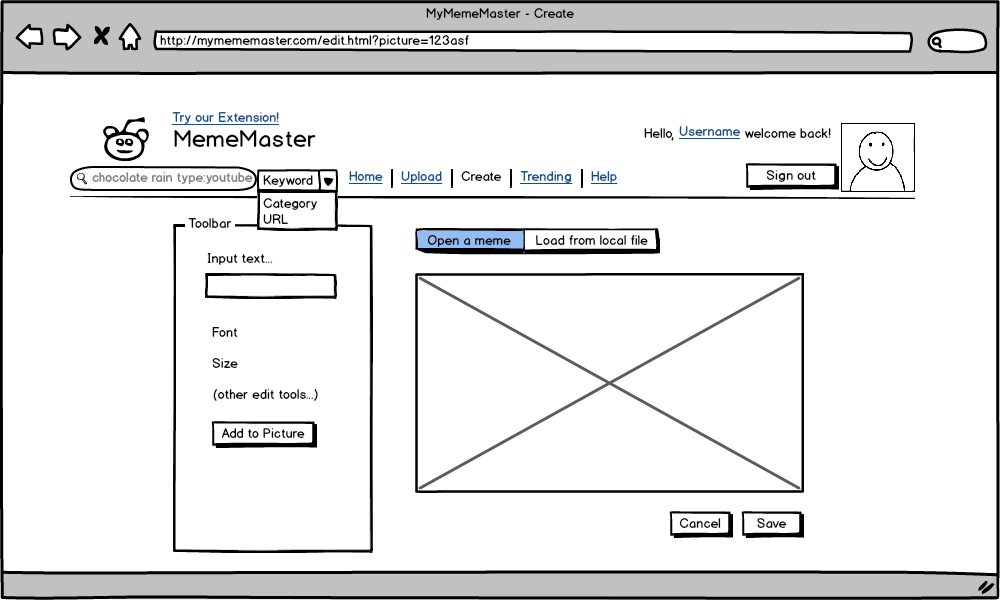 MyMemeMaster - Create
http://mymememaster.com/edit.html?picture=123asf
Try our Extension!
MemeMaster
Hello, Username welcome back!
chocolate rain type:youtube
Keyword
Home
Upload
Create
Trending
Help
Sign out
Category
URL
Toolbar
Open a meme
Load from local file
Input text...
Font
Size
(other edit tools...)
Add to Picture
Cancel
Save